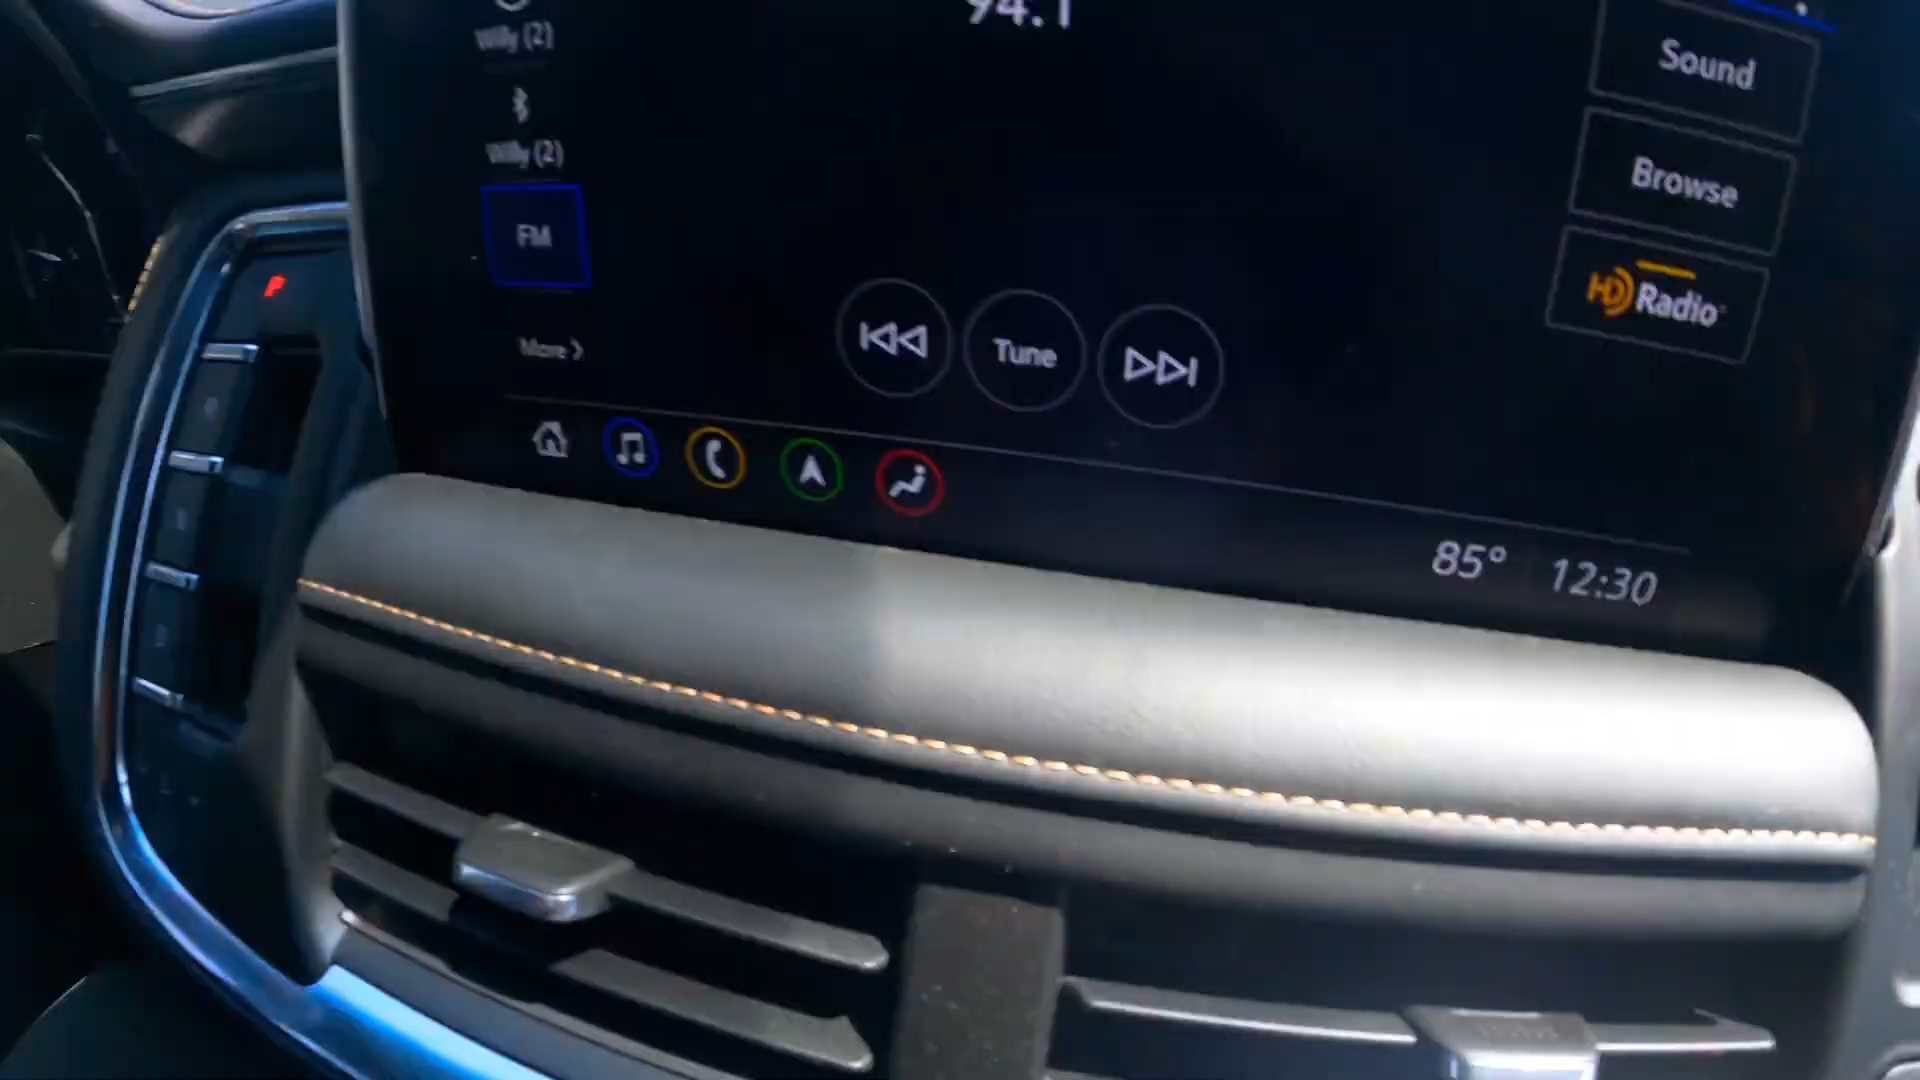 94.1
Willy (2)
Willy (2)
FM
More
Tune
Sound
Browse
HD Radio
85° 12:30
P